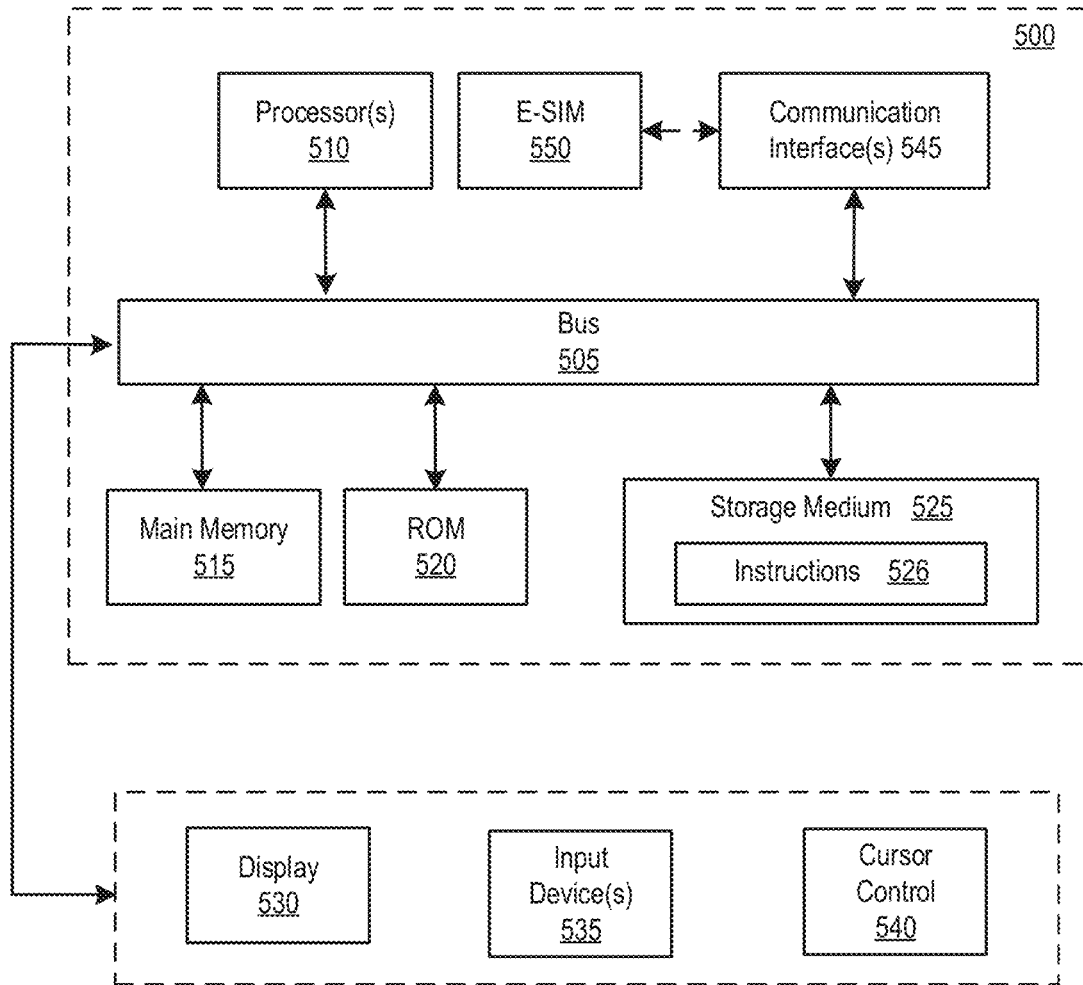 500
Processor(s)
510
E-SIM
550
Communication
Interface(s) 545
Bus
505
Main Memory
515
ROM
520
Storage Medium 525
Instructions 526
Display
530
Input
Device(s)
535
Cursor
Control
540